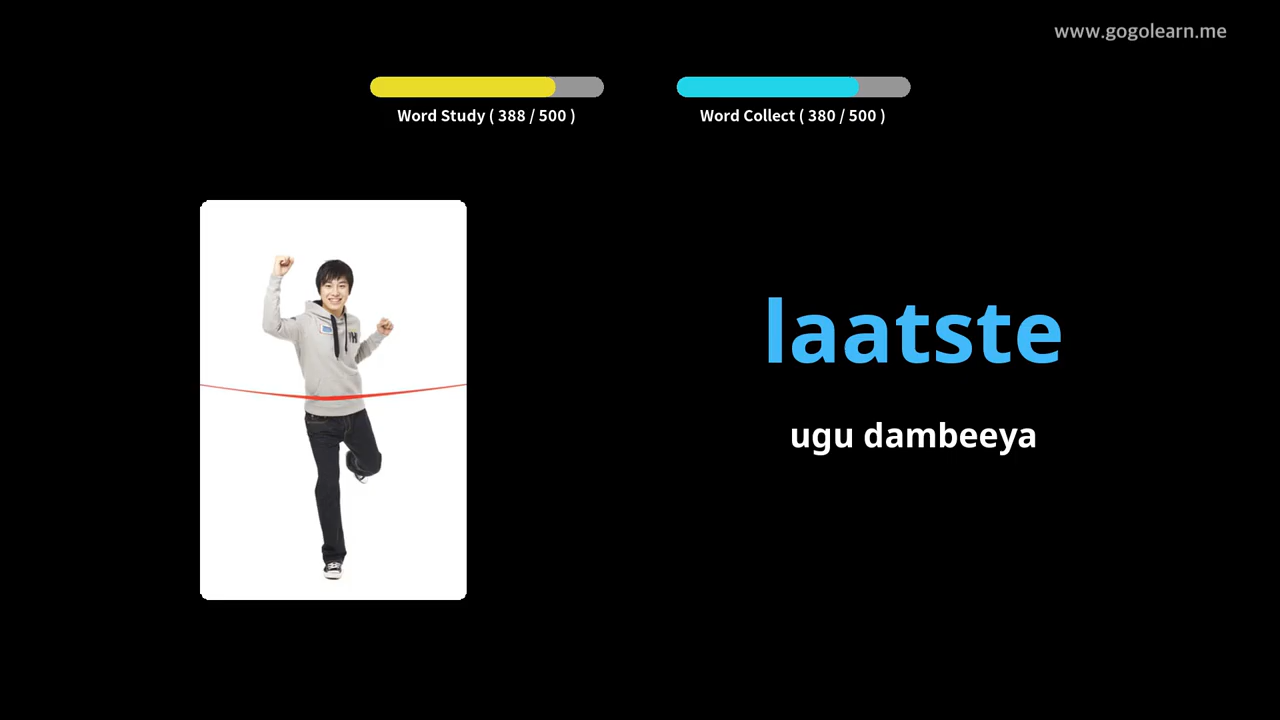 www.gogolearn.me
Word Study ( 388 / 500 )
Word Collect ( 380 / 500 )
laatste
ugu dambeeya